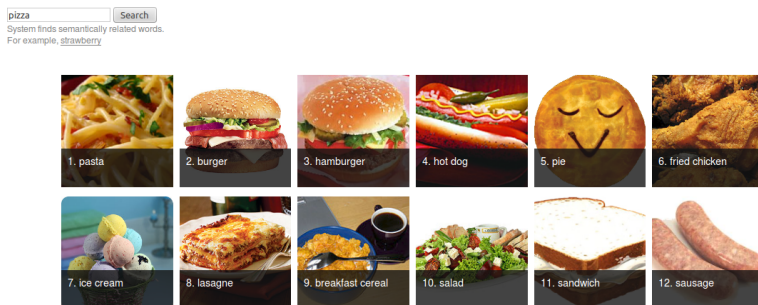 pizza
Search
System finds semantically related words.
For example, strawberry
1. pasta
2. burger
3. hamburger
4. hot dog
5. pie
6. fried chicken
7. ice cream
8. lasagne
9. breakfast cereal
10. salad
11. sandwich
12. sausage